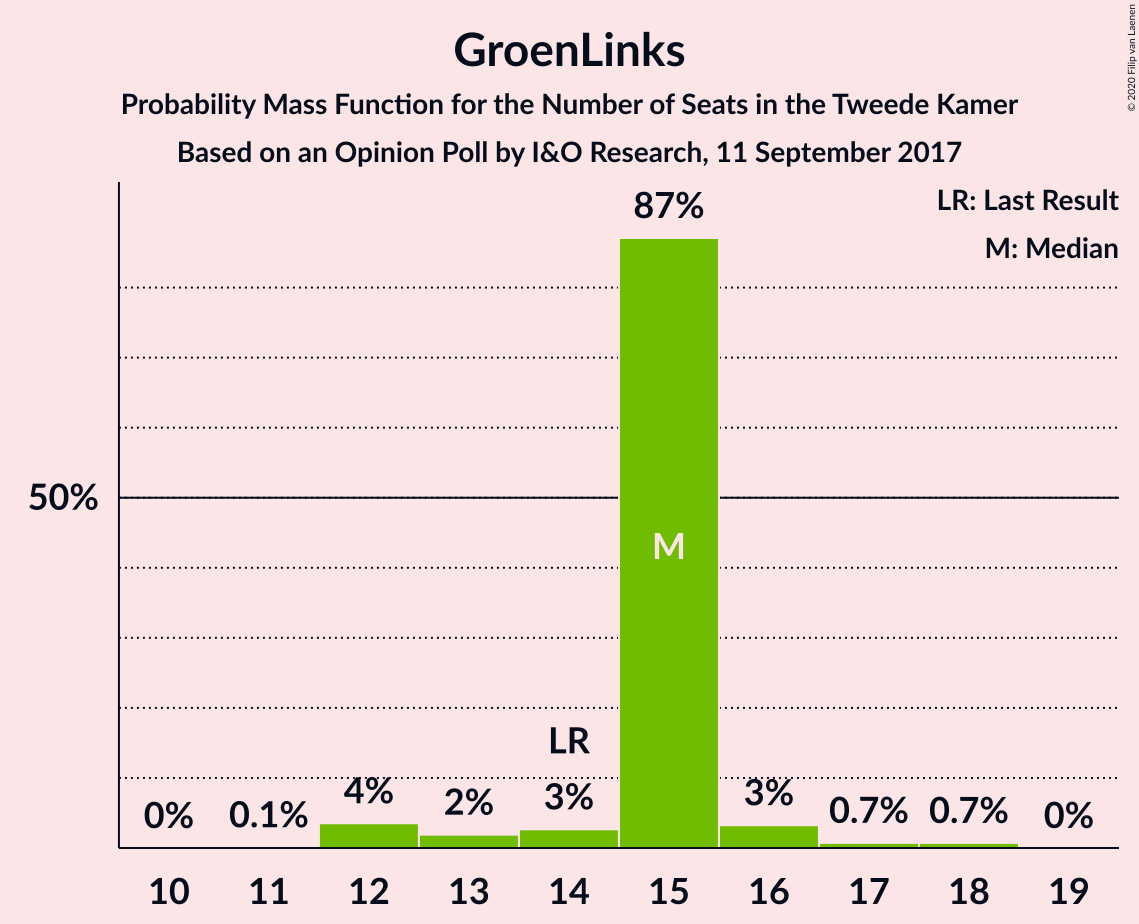 GroenLinks
Probability Mass Function for the Number of Seats in the Tweede Kamer
Based on an Opinion Poll by I&O Research, 11 September 2017
© 2020 Filip van Laenen
LR: Last Result
M: Median
87%
50%
M
LR
0%
0.1%
4%
2%
3%
3%
0.7%
0.7%
0%
10 11 12 13 14 15 16 17 18 19